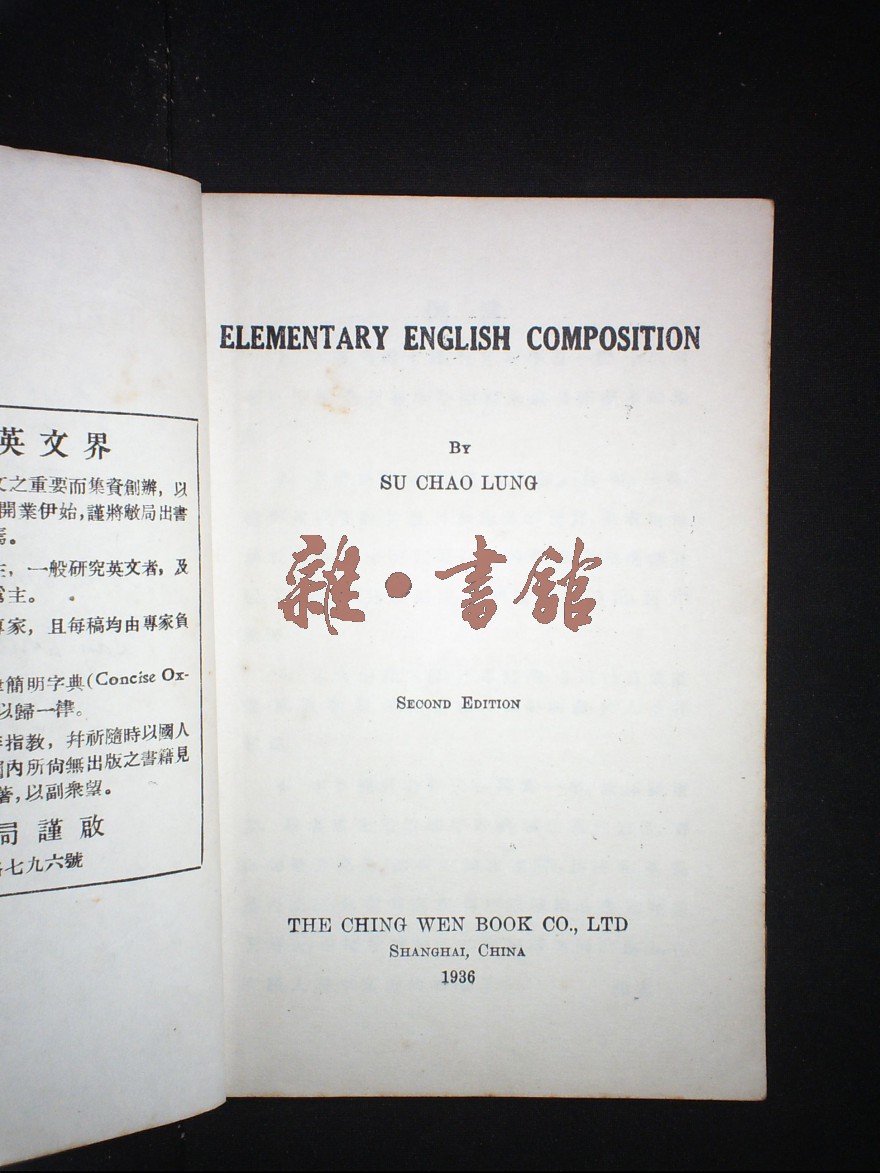 英文界
文之重要而集資創辦，以
開業伊始，謹將敝局出書
焉。
一般研究英文者，及
當主。
專家，且每稿均由專家負
簡明字典(Concise Ox-
以歸一律。
指教，幷祈隨時以國人
內所尙無出版之書籍見
著，以副衆望。
局謹啟
七九六號
ELEMENTARY ENGLISH COMPOSITION
BY
SU CHAO LUNG
雜·書館
SECOND EDITION
THE CHING WEN BOOK CO., LTD
SHANGHAI, CHINA
1936